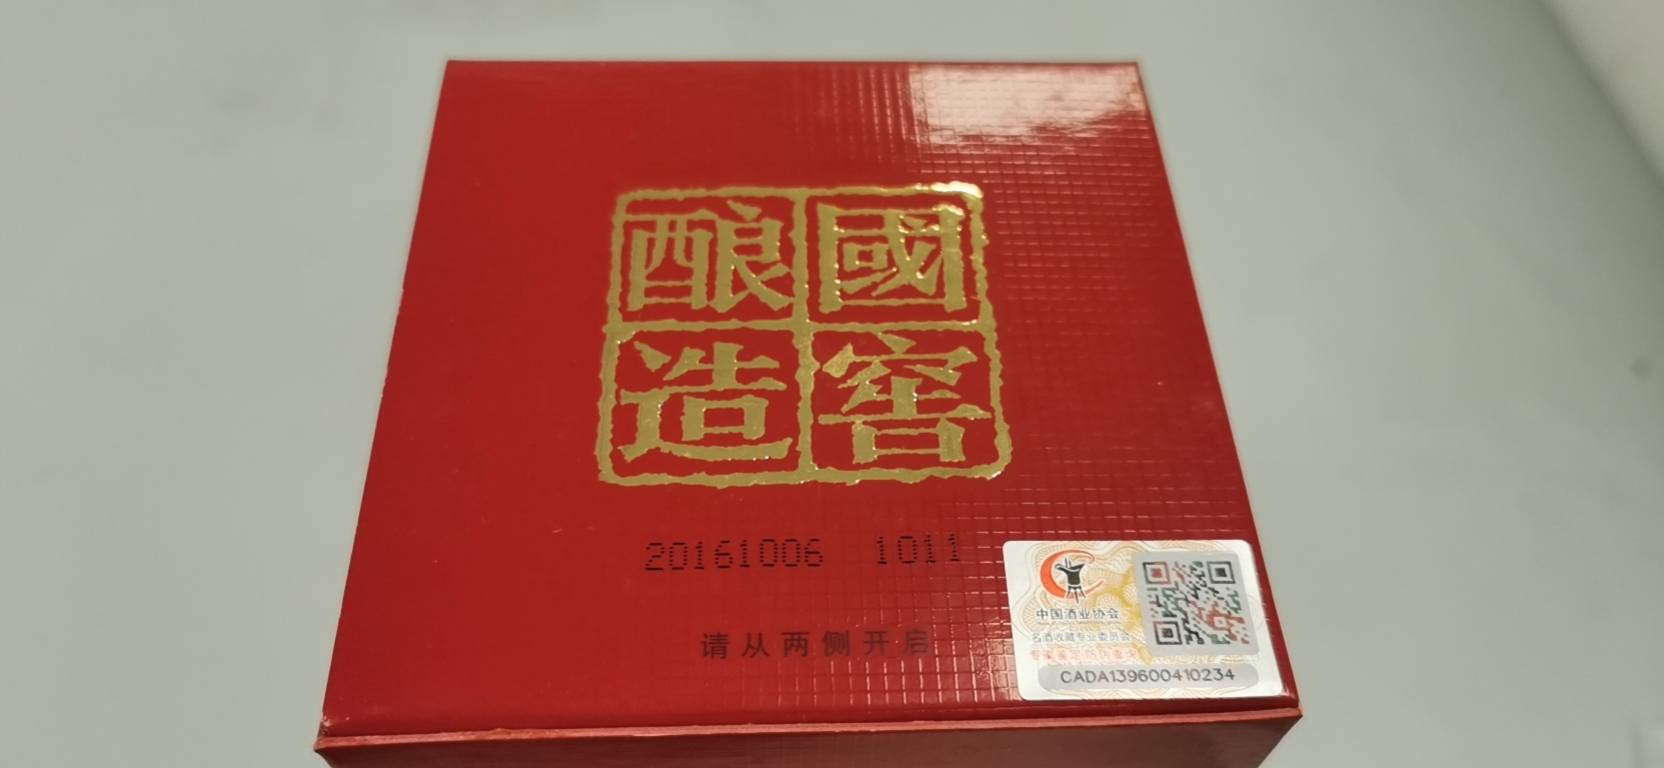 國窖
酿造
20161006 1011
请从两侧开启
中国酒业协会
名酒收藏专业委员会
CADA139600410234